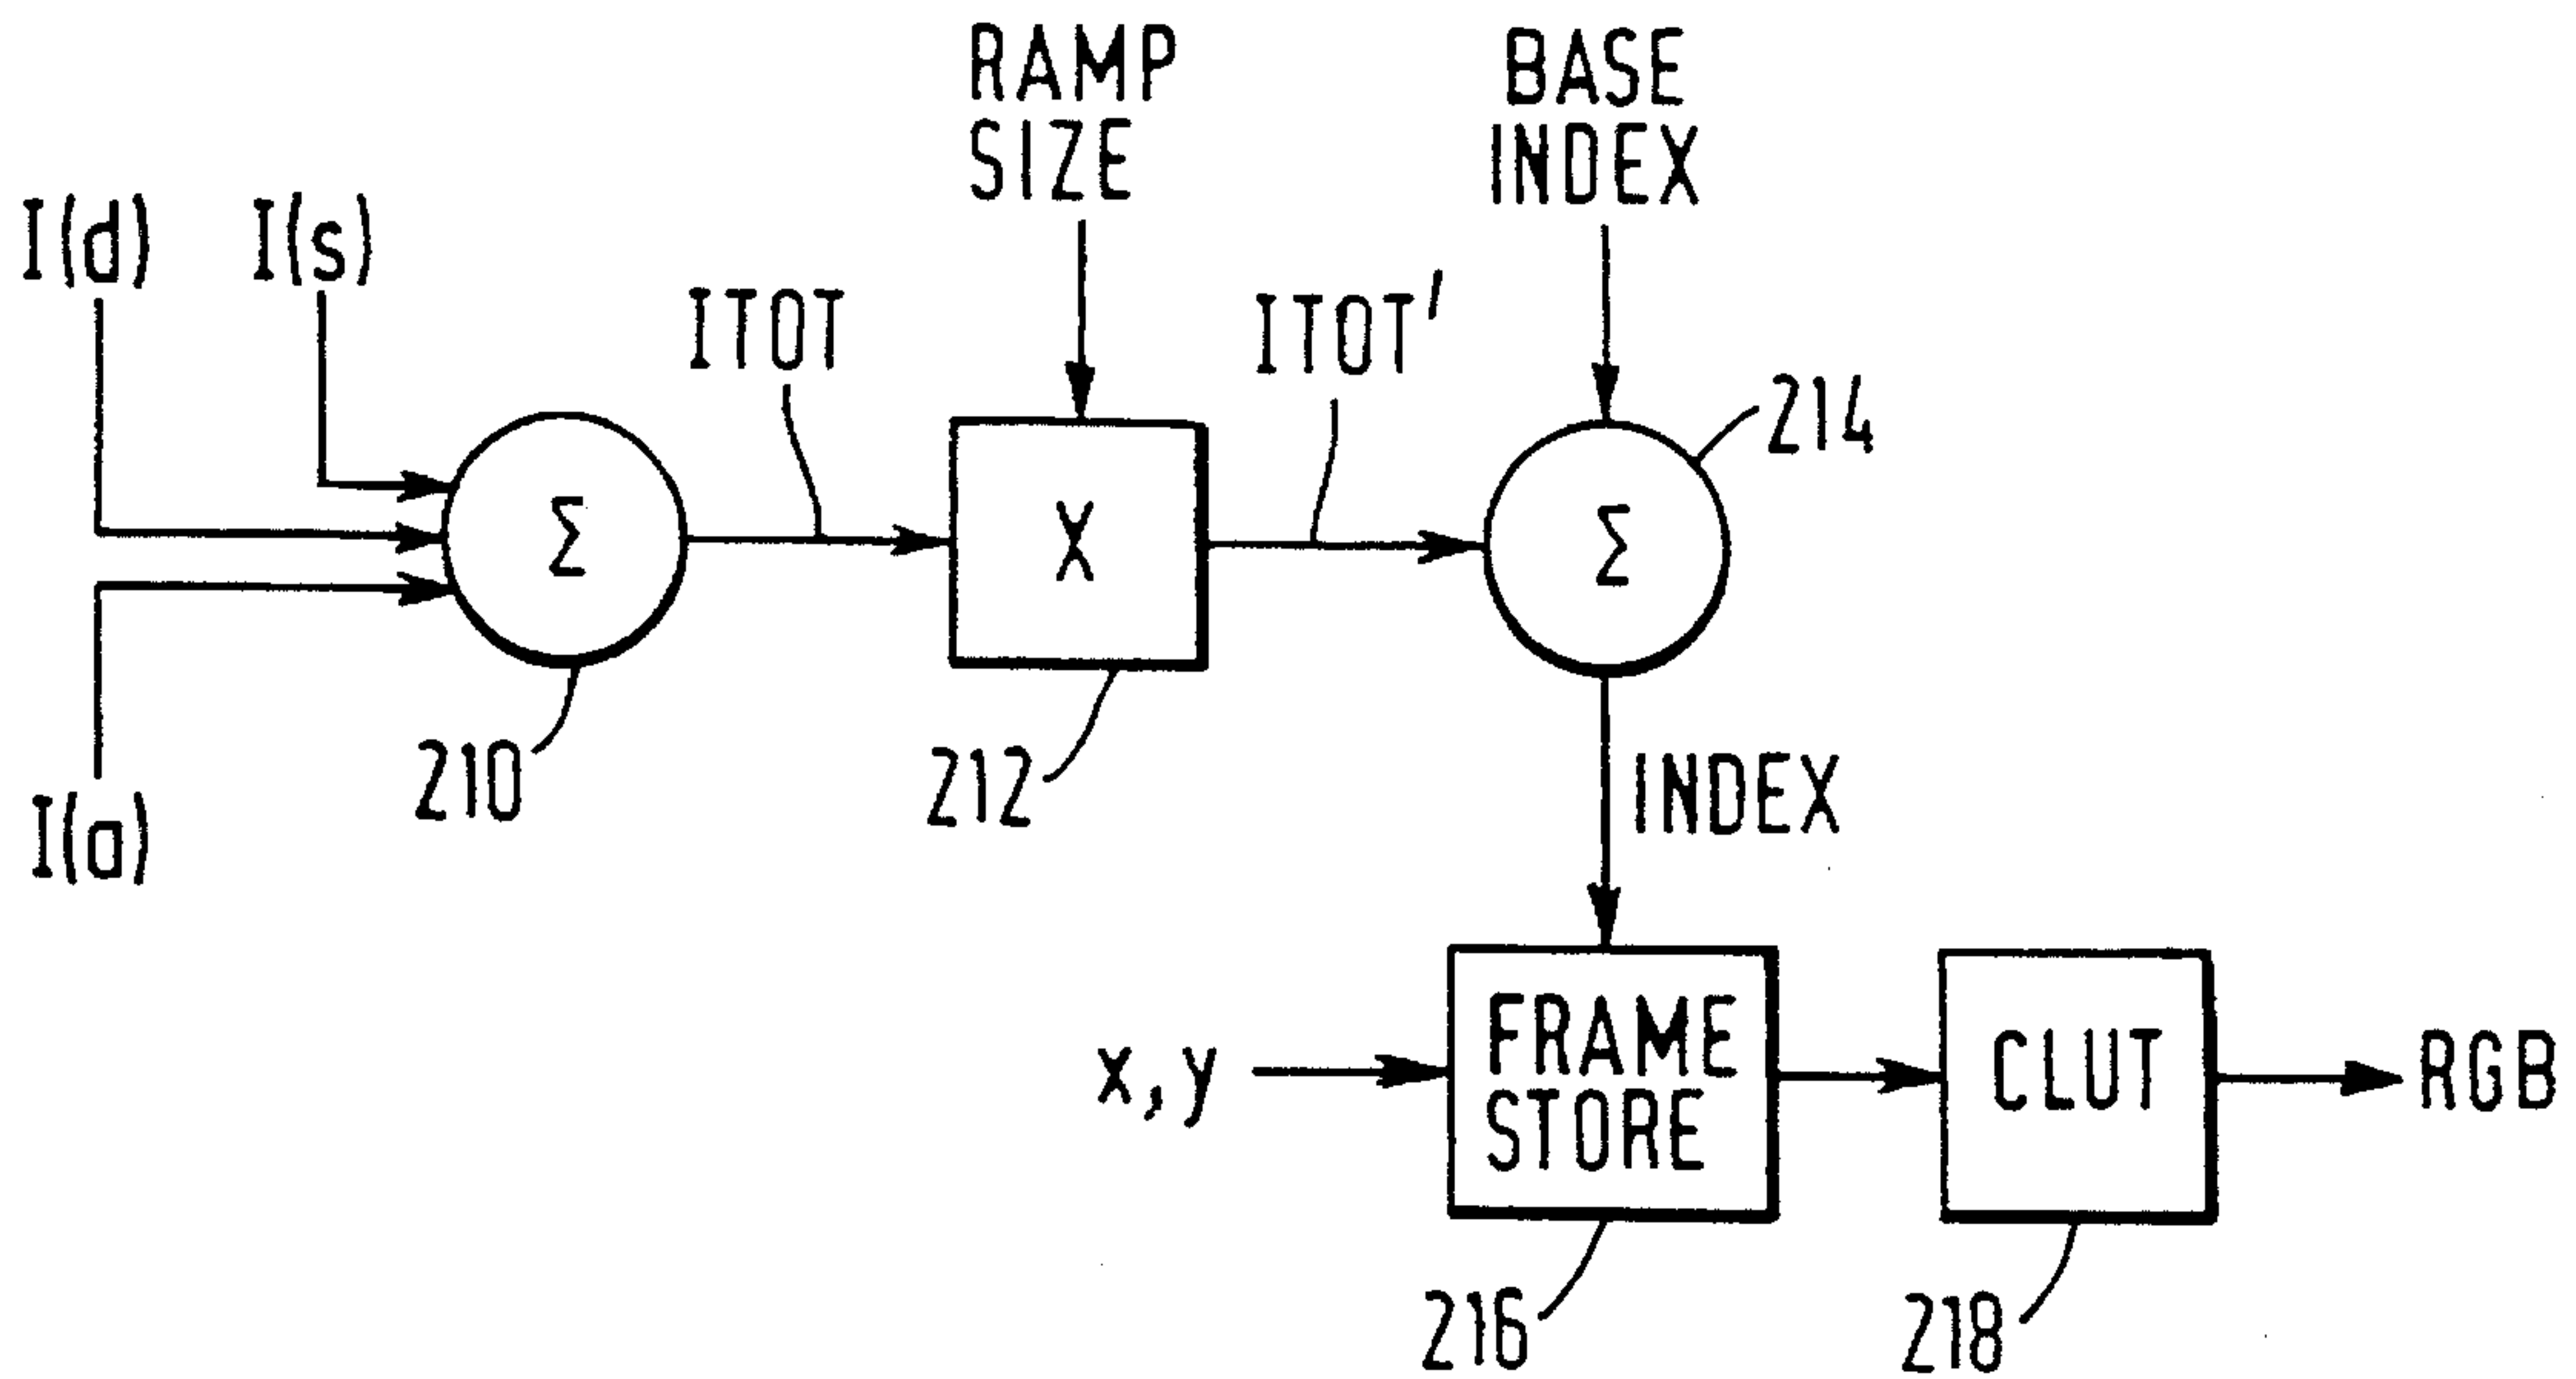 RAMP
SIZE
BASE
INDEX
I(d)
I(s)
ITOT
ITOT'
214
Σ
X
Σ
210
212
INDEX
I(a)
x,y
FRAME
STORE
CLUT
RGB
216
218